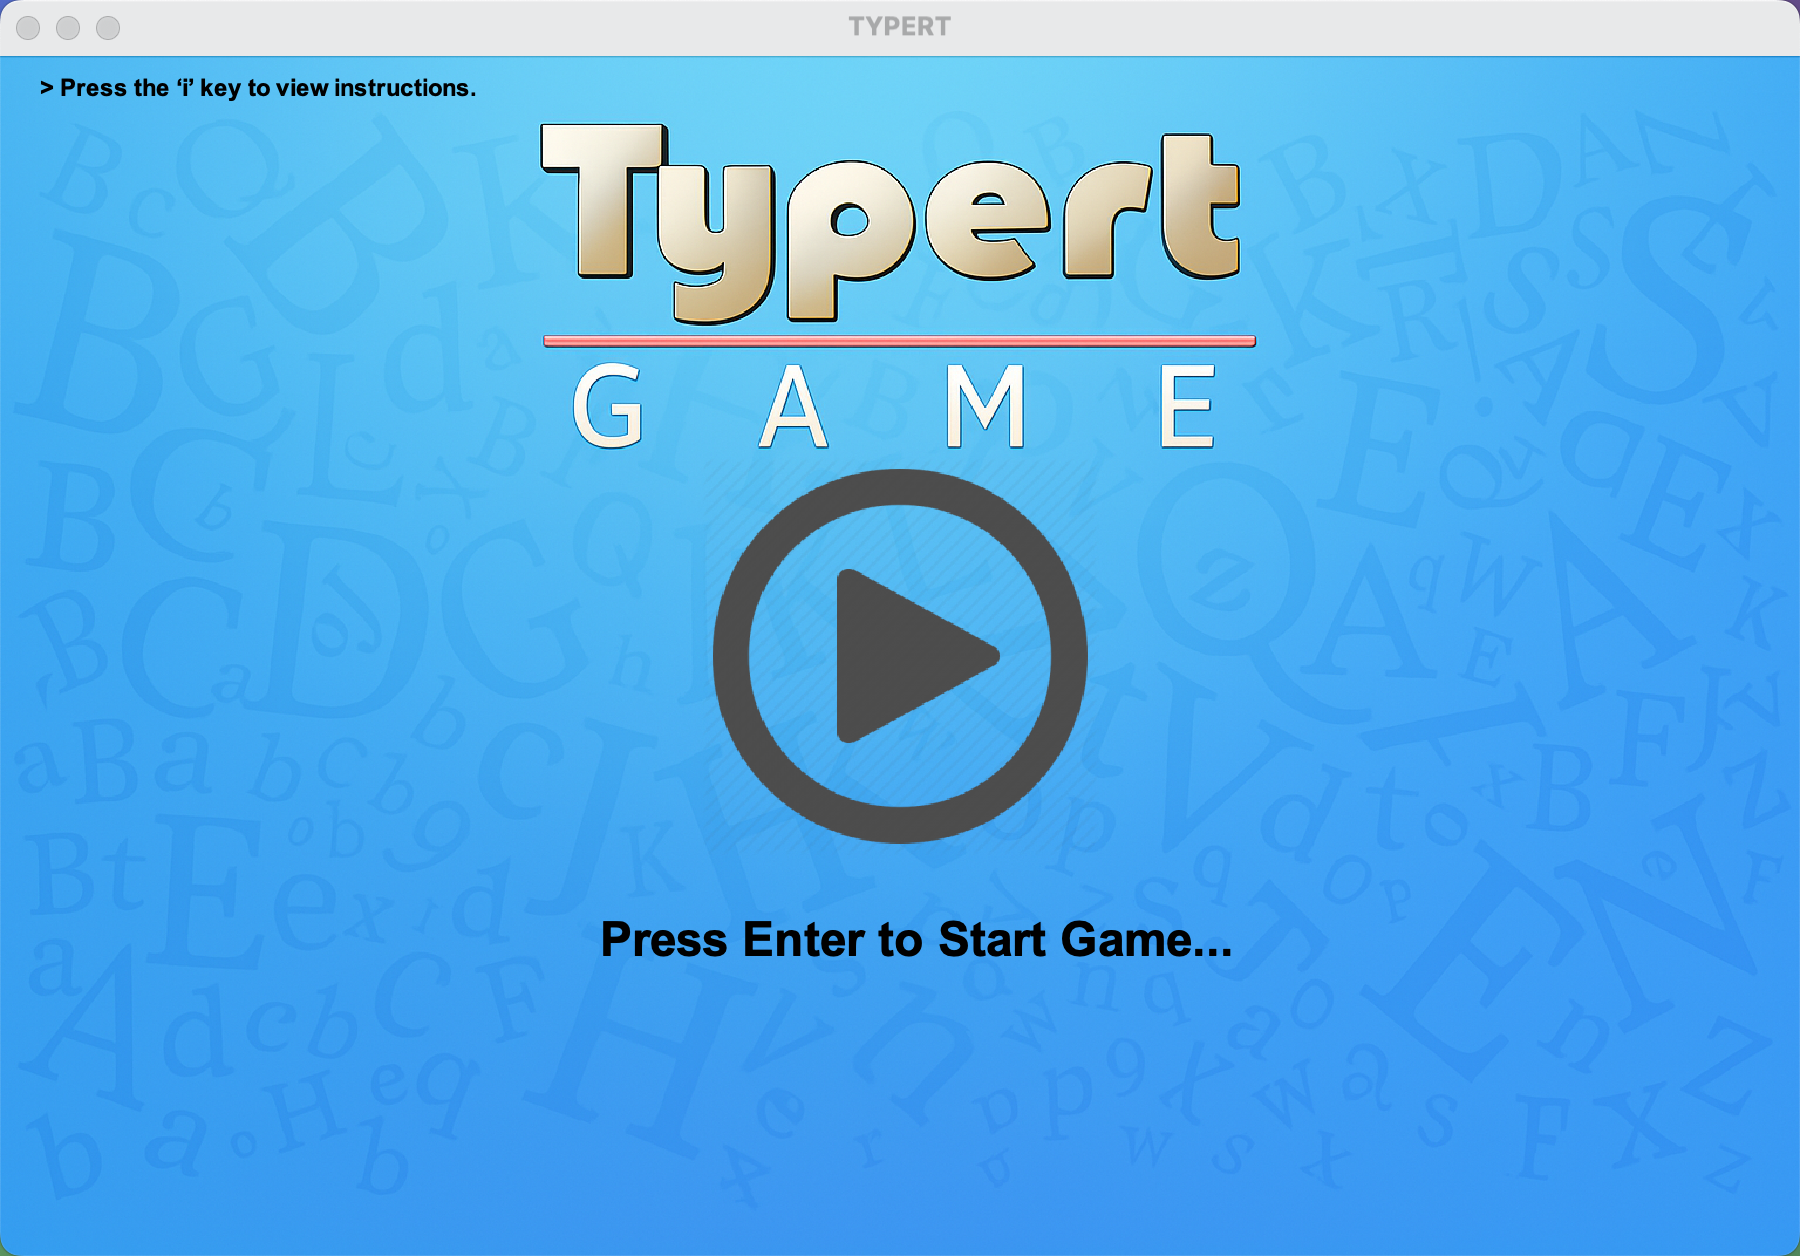 TYPERT
> Press the ‘i’ key to view instructions.
Typert
GAME
Press Enter to Start Game...